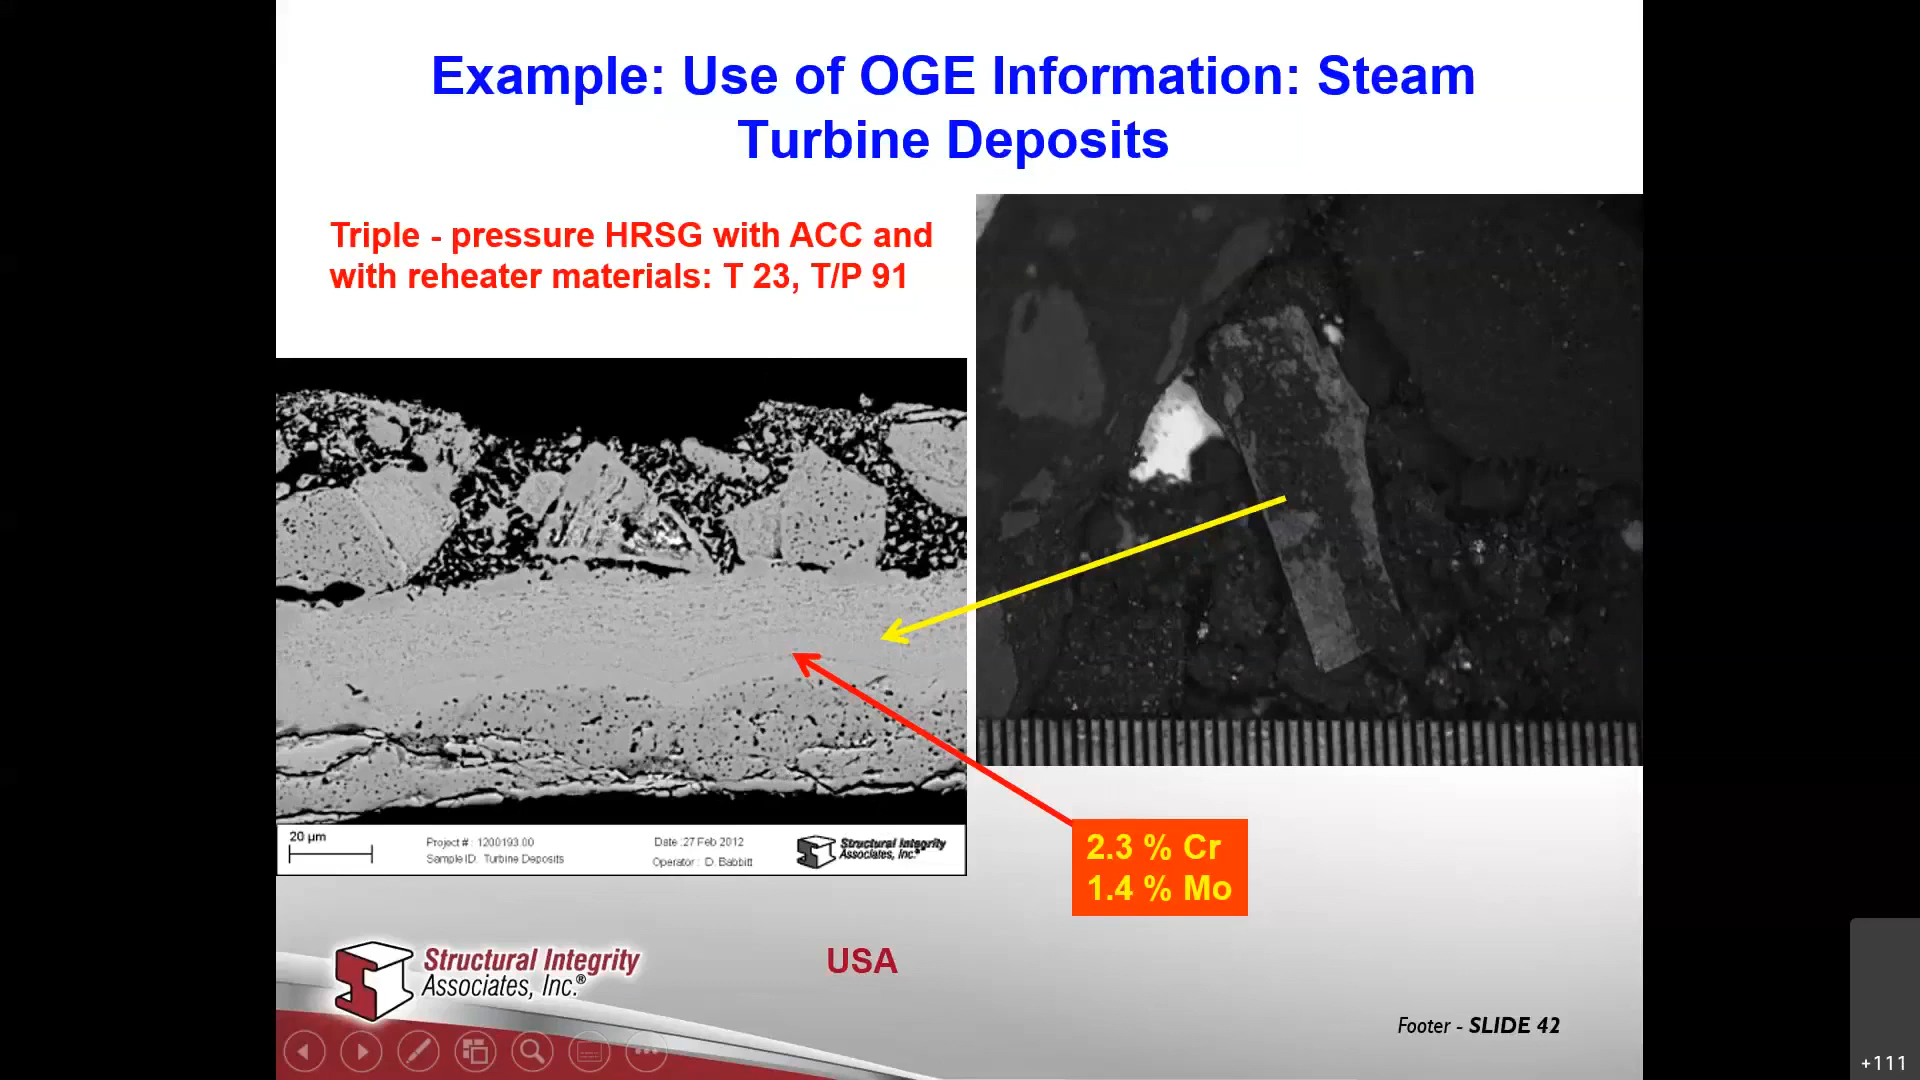 Example: Use of OGE Information: Steam
Turbine Deposits
Triple - pressure HRSG with ACC and
with reheater materials: T 23, T/P 91
20 µm
Project # : 1200193.00
Sample ID. Turbine Deposits
Date :27 Feb 2012
Operator : D. Babbitt
Structural Integrity
Associates, Inc.®
2.3 % Cr
1.4 % Mo
Structural Integrity
Associates, Inc.®
USA
Footer - SLIDE 42
+111